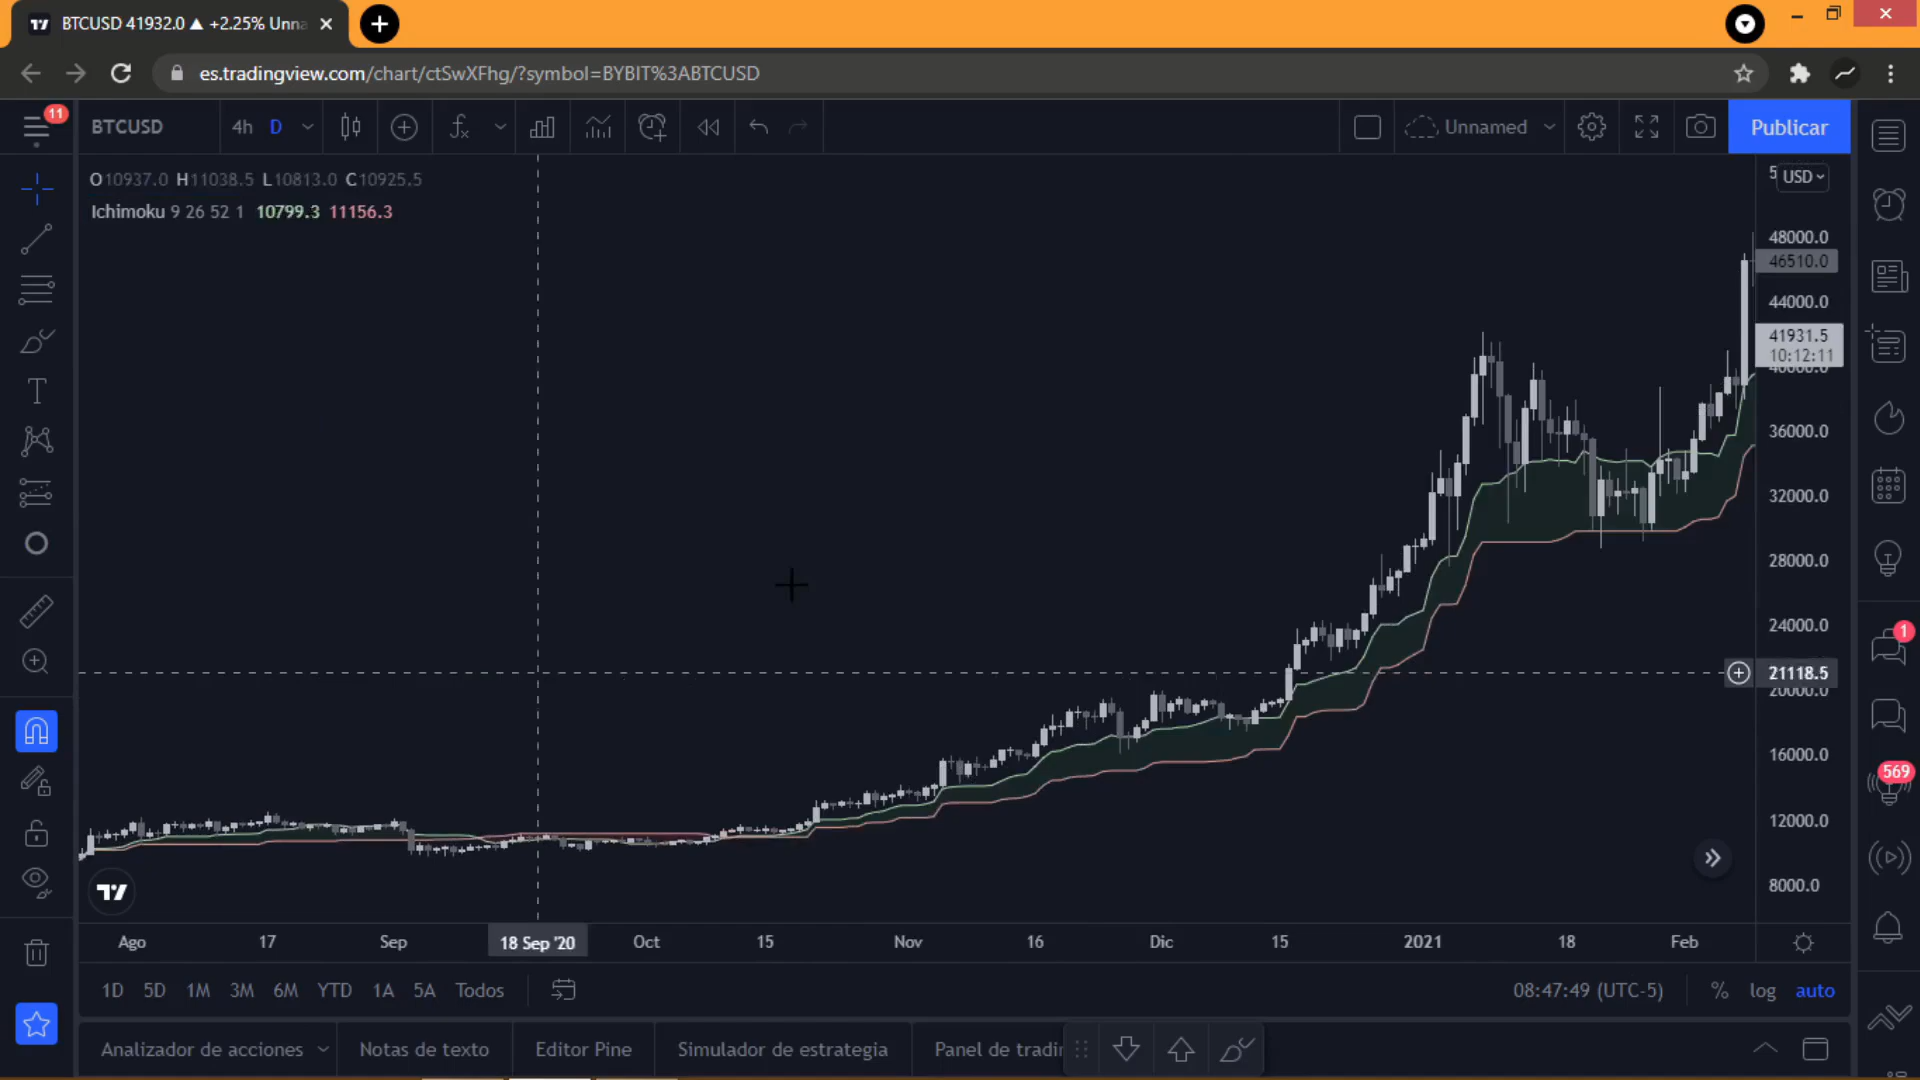 BTCUSD 41932.0 ▲ +2.25% Unna
es.tradingview.com/chart/ctSwXFhg/?symbol=BYBIT%3ABTCUSD
11
BTCUSD 4h D
Unnamed
Publicar
O10937.0 H11038.5 L10813.0 C10925.5
Ichimoku 9 26 52 1 10799.3 11156.3
USD
48000.0
46510.0
44000.0
41931.5
10:12:11
40000.0
36000.0
32000.0
28000.0
24000.0
21118.5
20000.0
16000.0
12000.0
8000.0
1
569
Ago 17 Sep 18 Sep '20 Oct 15 Nov 16 Dic 15 2021 18 Feb
1D 5D 1M 3M 6M YTD 1A 5A Todos
08:47:49 (UTC-5) % log auto
Analizador de acciones Notas de texto Editor Pine Simulador de estrategia Panel de tradin